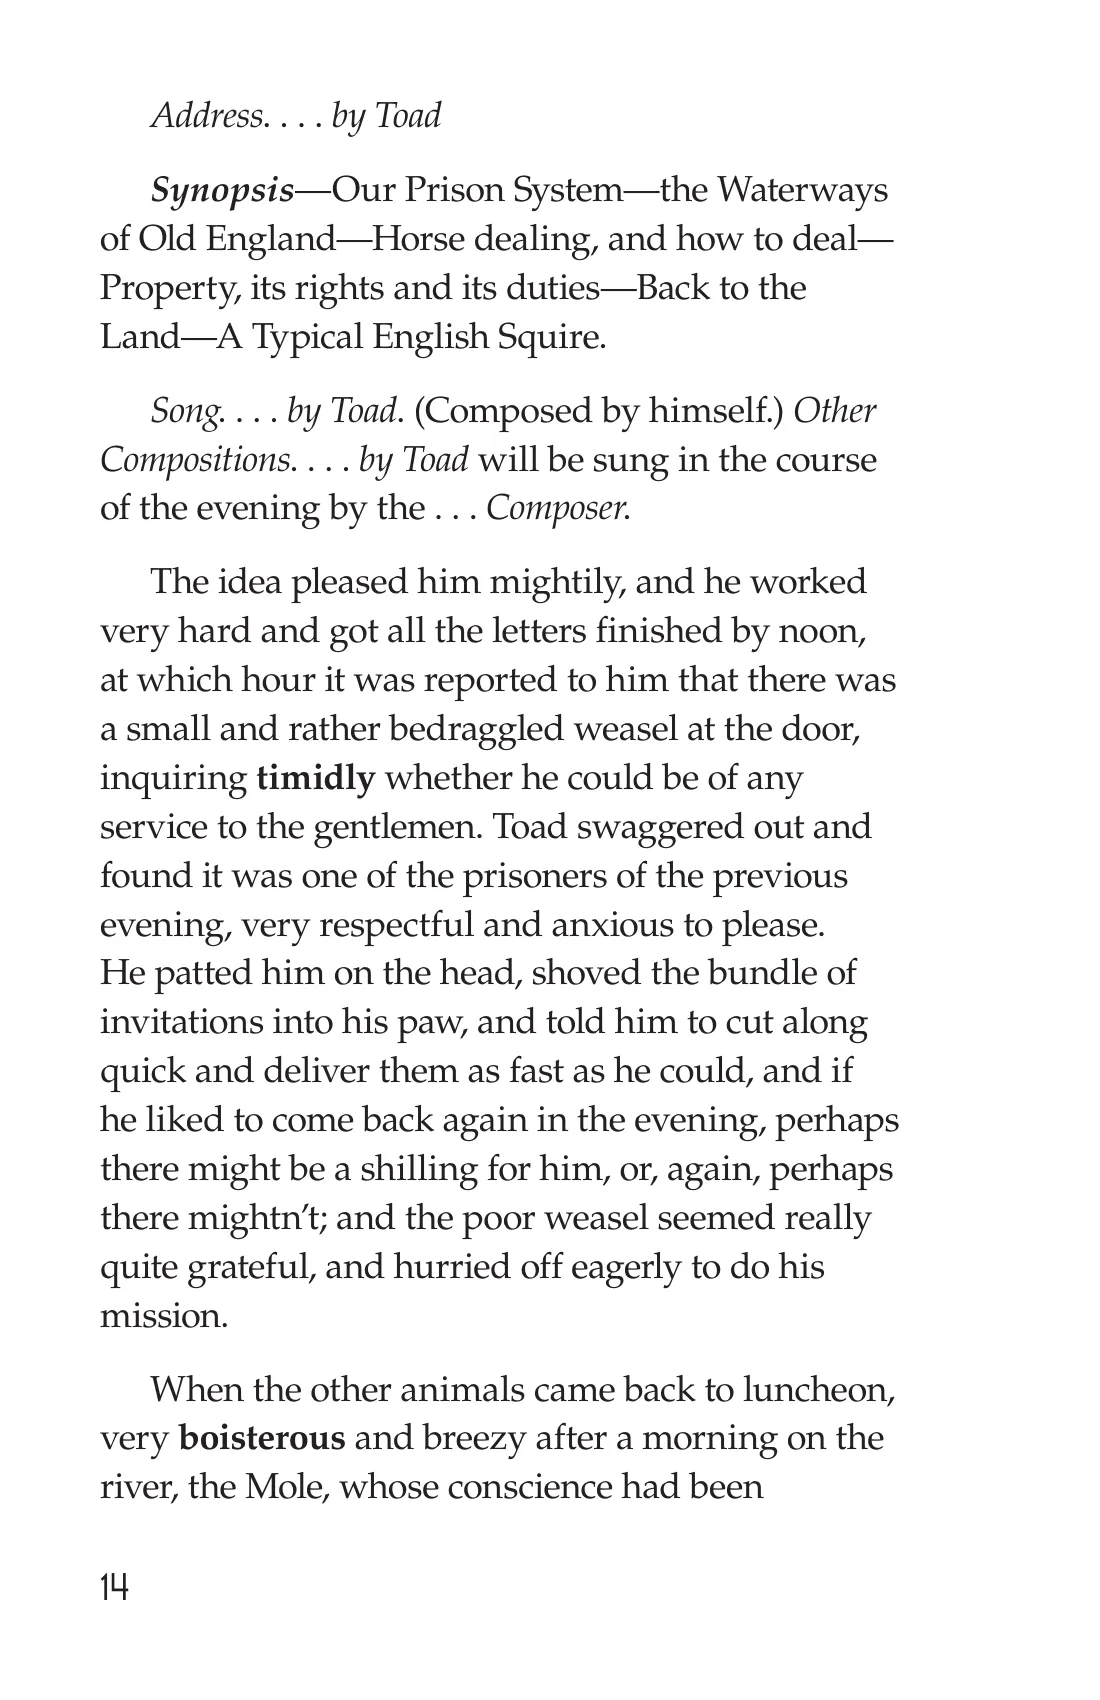 Address. . . . by Toad
Synopsis—Our Prison System—the Waterways
of Old England—Horse dealing, and how to deal—
Property, its rights and its duties—Back to the
Land—A Typical English Squire.
Song. . . . by Toad. (Composed by himself.) Other
Compositions. . . . by Toad will be sung in the course
of the evening by the . . . Composer.
The idea pleased him mightily, and he worked
very hard and got all the letters finished by noon,
at which hour it was reported to him that there was
a small and rather bedraggled weasel at the door,
inquiring timidly whether he could be of any
service to the gentlemen. Toad swaggered out and
found it was one of the prisoners of the previous
evening, very respectful and anxious to please.
He patted him on the head, shoved the bundle of
invitations into his paw, and told him to cut along
quick and deliver them as fast as he could, and if
he liked to come back again in the evening, perhaps
there might be a shilling for him, or, again, perhaps
there mightn’t; and the poor weasel seemed really
quite grateful, and hurried off eagerly to do his
mission.
When the other animals came back to luncheon,
very boisterous and breezy after a morning on the
river, the Mole, whose conscience had been
14